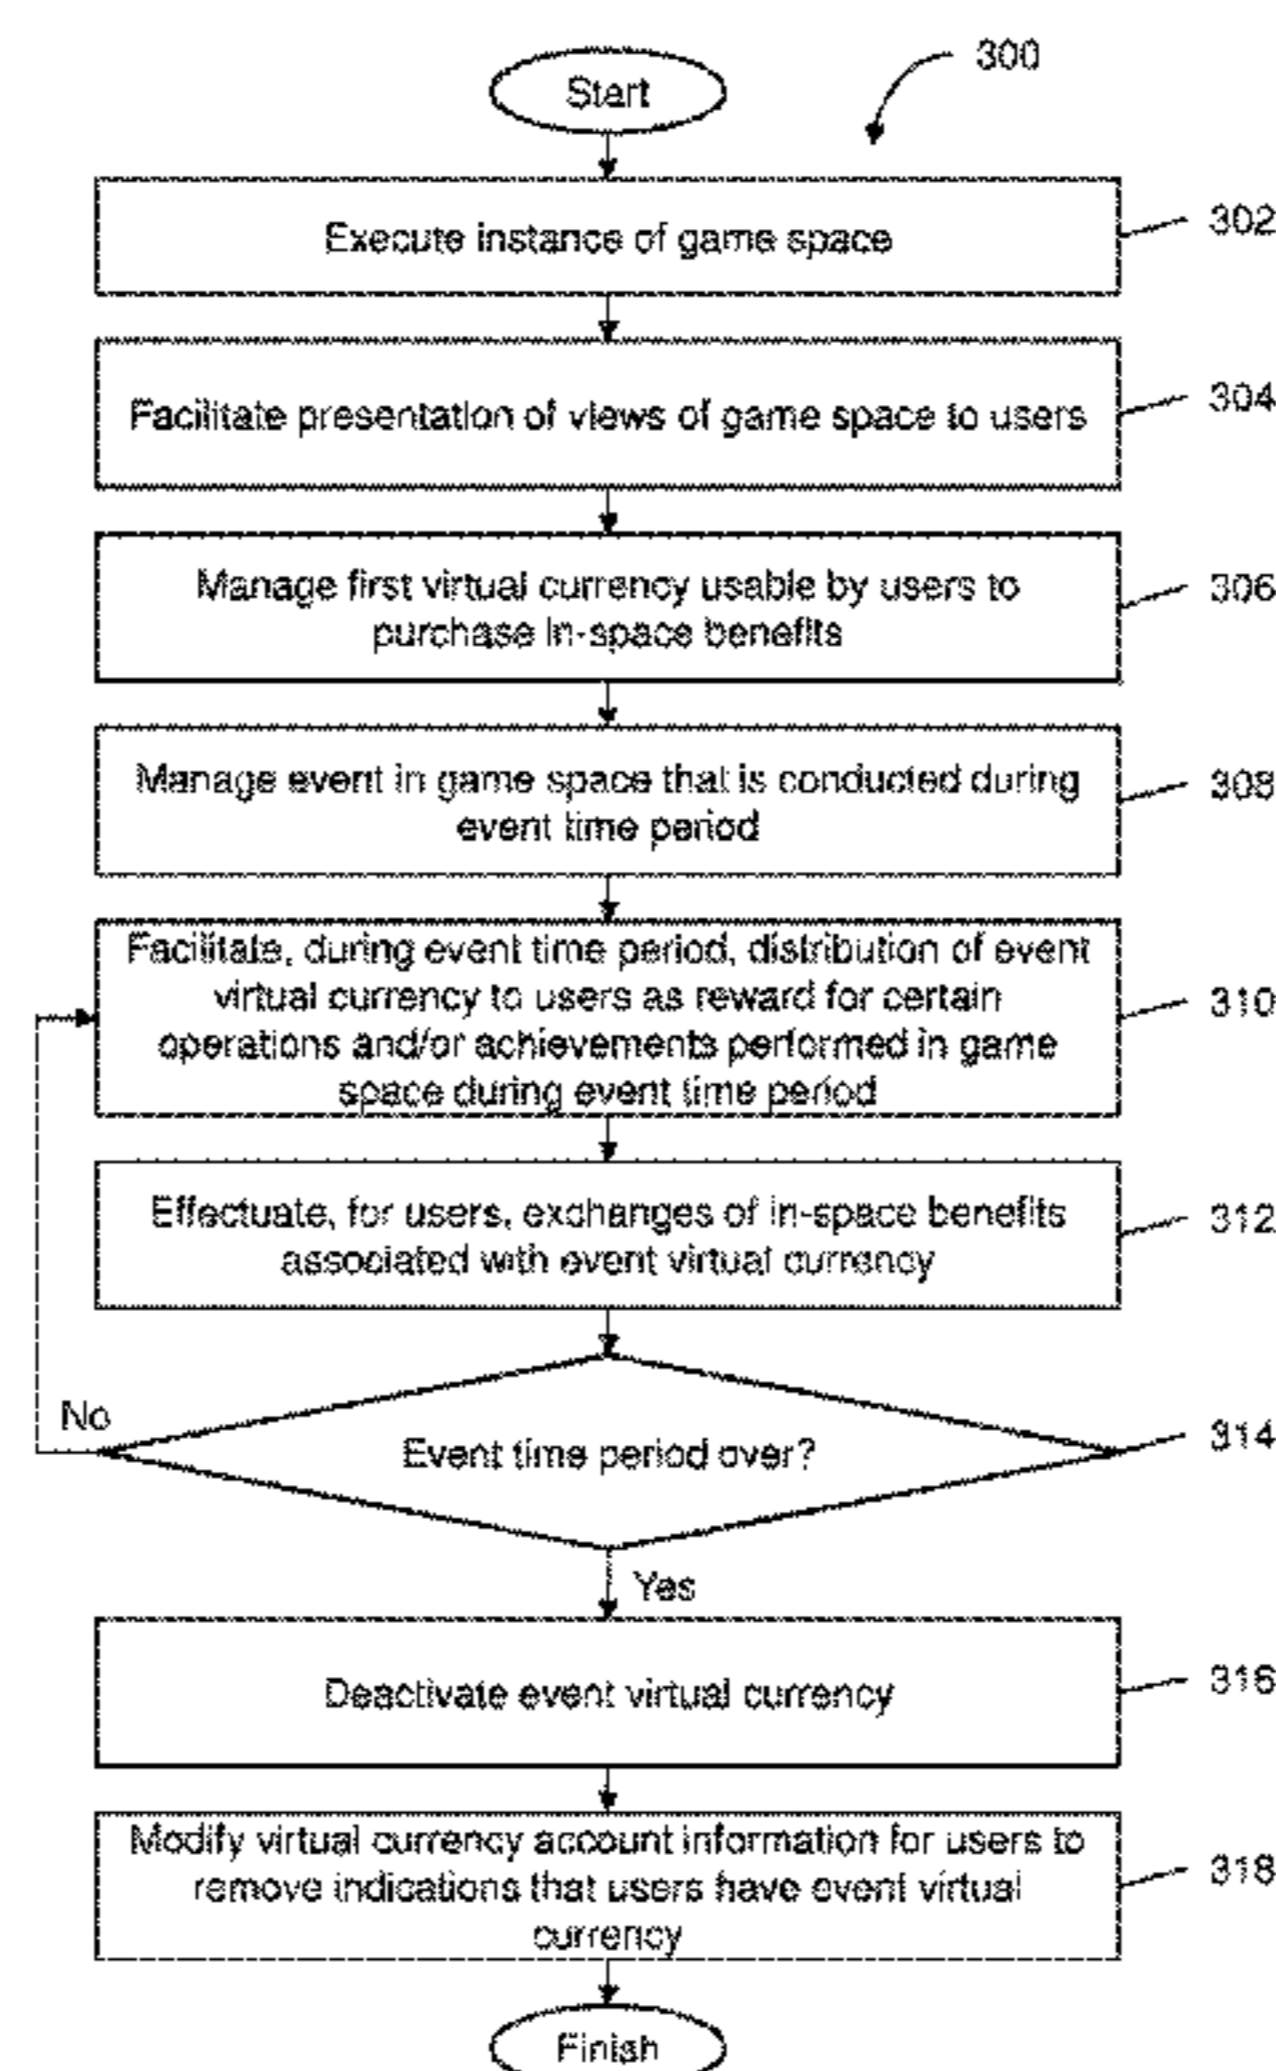 300
Start
Execute instance of game space
302
Facilitate presentation of views of game space to users
304
Manage first virtual currency usable by users to
purchase in-space benefits
306
Manage event in game space that is conducted during
event time period
308
Facilitate, during event time period, distribution of event
virtual currency to users as reward for certain
operations and/or achievements performed in game
space during event time period
310
Effectuate, for users, exchanges of in-space benefits
associated with event virtual currency
312
Event time period over?
314
No
Yes
Deactivate event virtual currency
316
Modify virtual currency account information for users to
remove indications that users have event virtual
currency
318
Finish